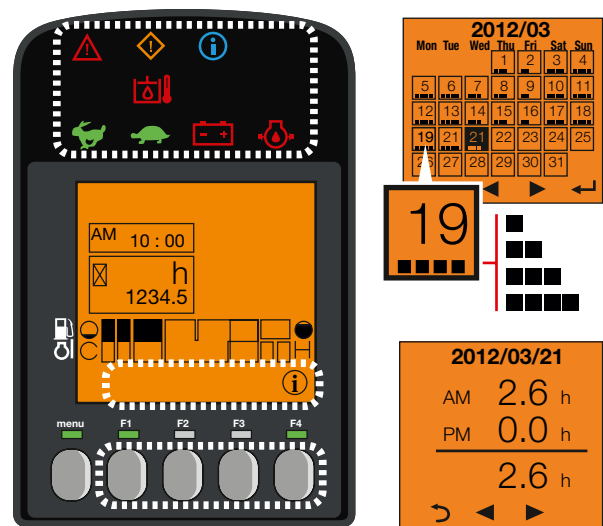 AM 10 : 00
h
1234.5
C H
i
menu F1 F2 F3 F4
2012/03
Mon Tue Wed Thu Fri Sat Sun
1 2 3 4
5 6 7 8 9 10 11
12 13 14 15 16 17 18
19 21 21 22 23 24 25
26 27 28 29 30 31
19
2012/03/21
AM 2.6 h
PM 0.0 h
2.6 h